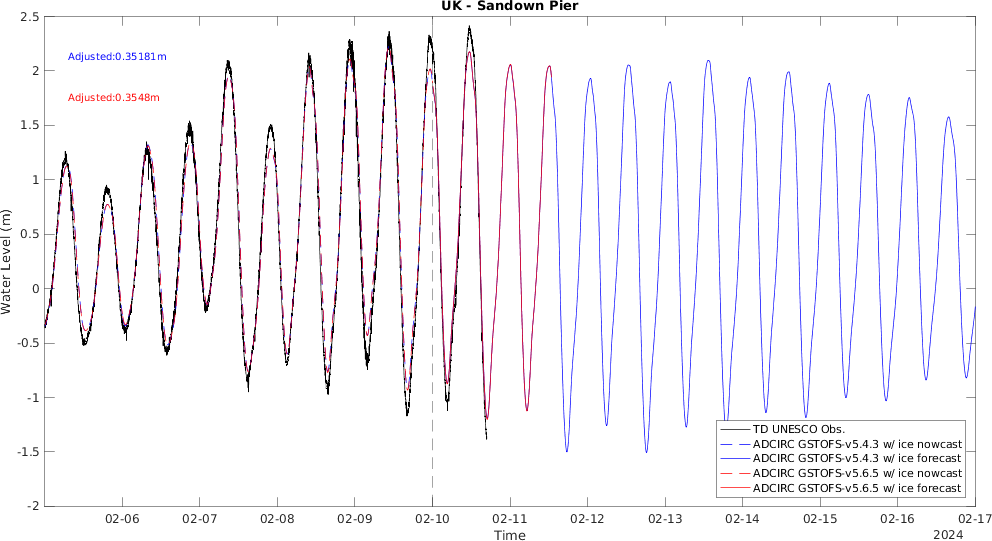 UK - Sandown Pier
Adjusted:0.35181m
Adjusted:0.3548m
Water Level (m)
2.5
2
1.5
1
0.5
0
-0.5
-1
-1.5
-2
TD UNESCO Obs.
ADCIRC GSTOFS-v5.4.3 w/ ice nowcast
ADCIRC GSTOFS-v5.4.3 w/ ice forecast
ADCIRC GSTOFS-v5.6.5 w/ ice nowcast
ADCIRC GSTOFS-v5.6.5 w/ ice forecast
02-06 02-07 02-08 02-09 02-10 02-11 02-12 02-13 02-14 02-15 02-16 02-17
Time
2024